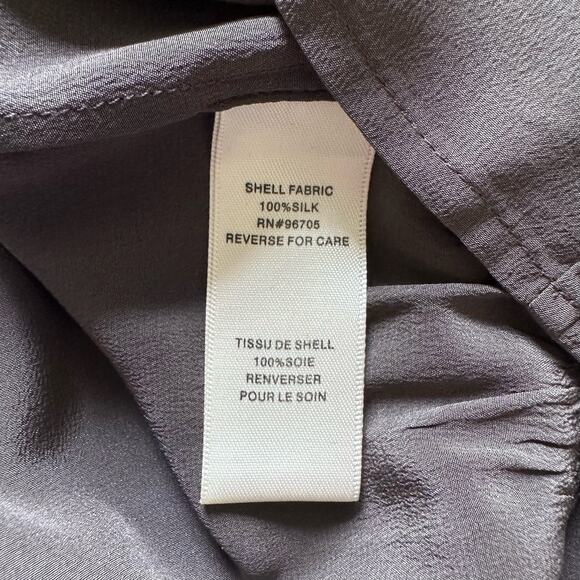 SHELL FABRIC
100%SILK
RN#96705
REVERSE FOR CARE
TISSU DE SHELL
100%SOIE
RENVERSER
POUR LE SOIN